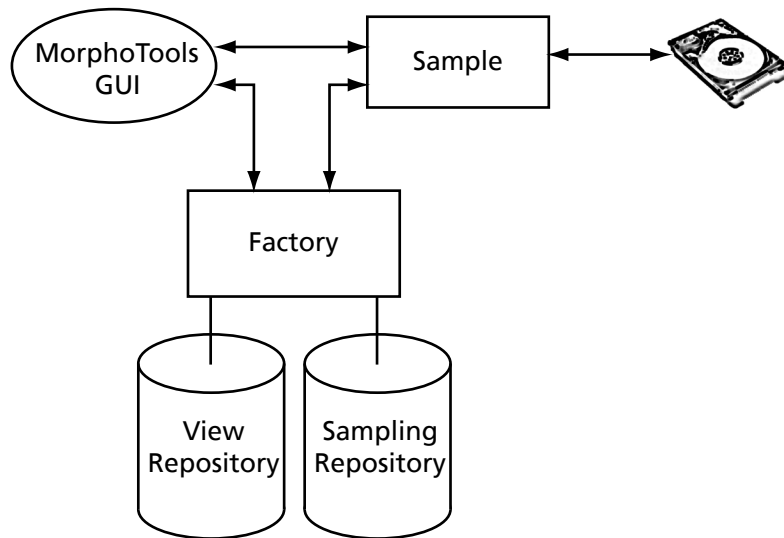 MorphoTools
GUI
Sample
Factory
View
Repository
Sampling
Repository